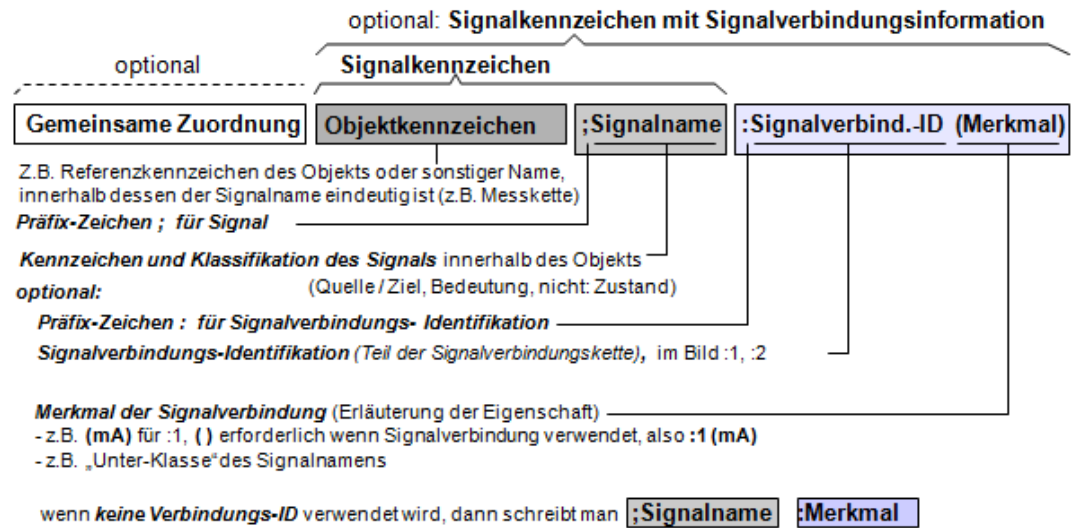 optional: Signalkennzeichen mit Signalverbindungsinformation
optional
Signalkennzeichen
Gemeinsame Zuordnung
Objektkennzeichen
;Signalname
:Signalverbind.-ID (Merkmal)
Z.B. Referenzkennzeichen des Objekts oder sonstiger Name,
innerhalb dessen der Signalname eindeutig ist (z.B. Messkette)
Präfix-Zeichen ; für Signal
Kennzeichen und Klassifikation des Signals innerhalb des Objekts
(Quelle / Ziel, Bedeutung, nicht: Zustand)
optional:
Präfix-Zeichen : für Signalverbindungs- Identifikation
Signalverbindungs-Identifikation (Teil der Signalverbindungskette), im Bild :1, :2
Merkmal der Signalverbindung (Erläuterung der Eigenschaft)
- z.B. (mA) für :1, ( ) erforderlich wenn Signalverbindung verwendet, also :1 (mA)
- z.B. „Unter-Klasse“ des Signalnamens
wenn keine Verbindungs-ID verwendet wird, dann schreibt man ;Signalname :Merkmal